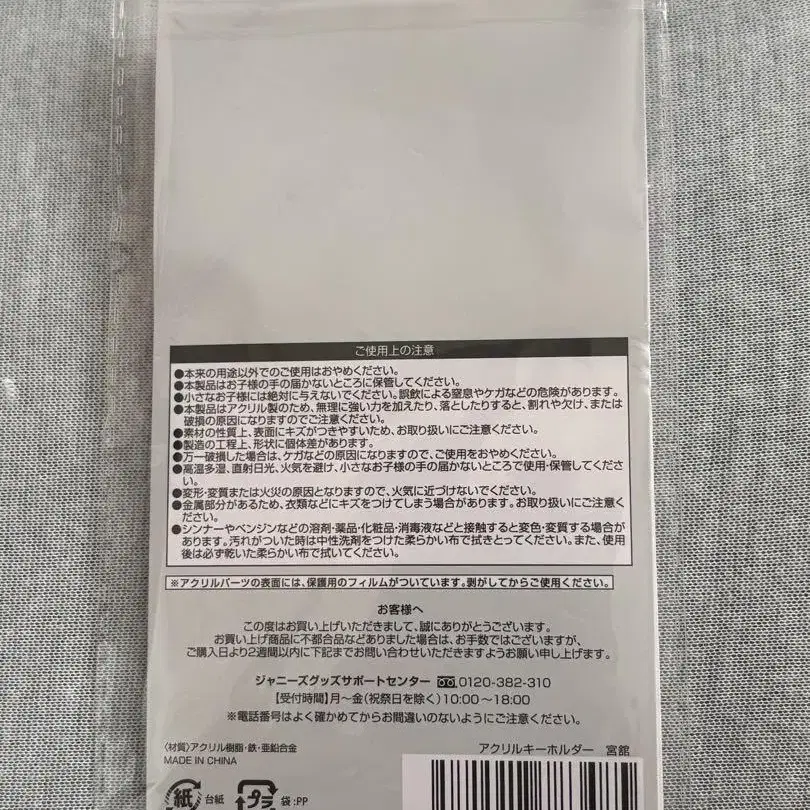 ご使用上の注意
●本来の用途以外でのご使用はおやめください。
●本製品はお子様の手の届かないところに保管してください。
●小さなお子様には絶対に与えないでください。誤飲による窒息やケガなどの危険があります。
●本製品はアクリル製のため、無理に強い力を加えたり、落としたりすると、割れや欠け、または
破損の原因になりますのでご注意ください。
●素材の性質上、表面にキズがつきやすいため、お取り扱いにご注意ください。
●製造の工程上、形状に個体差があります。
●万一破損した場合は、ケガなどの原因になりますので、ご使用をおやめください。
●高温多湿、直射日光、火気を避け、小さなお子様の手の届かないところで使用・保管してくださ
い。
●変形・変質または火災の原因となりますので、火気に近づけないでください。
●金属部分があるため、衣類などにキズをつけてしまう場合があります。お取り扱いにご注意く
ださい。
●シンナーやベンジンなどの溶剤・薬品・化粧品・消毒液などと接触すると変色・変質する場合が
あります。汚れがついた時は中性洗剤をつけた柔らかい布で拭きとってください。また、使用
後は必ず乾いた柔らかい布で拭いてください。
※アクリルパーツの表面には、保護用のフィルムがついています。剥がしてからご使用ください。
お客様へ
この度はお買い上げいただきまして、誠にありがとうございます。
お買い上げ商品に不都合品などありました場合は、お手数ではございますが、
ご購入日より2週間以内に下記までお問い合わせいただきますようお願い申し上げます。
ジャニーズグッズサポートセンター 0120-382-310
【受付時間】月〜金(祝祭日を除く)10:00〜18:00
※電話番号はよく確かめてからお間違いのないようにご注意ください。
〈材質〉アクリル樹脂・鉄・亜鉛合金
MADE IN CHINA
アクリルキーホルダー 宮舘
紙 台紙 プラ 袋:PP